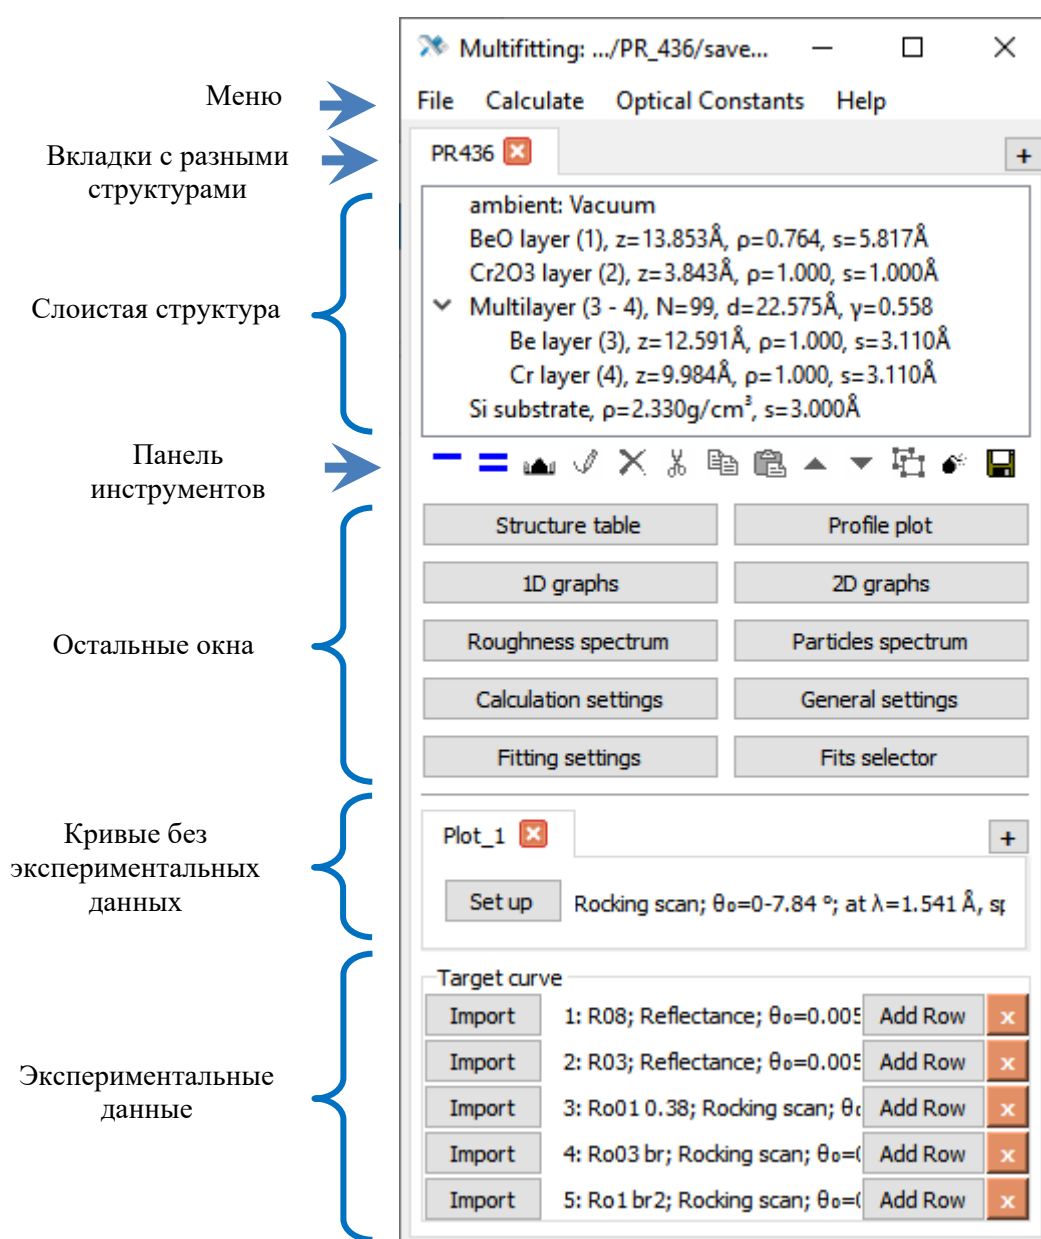 Multifitting: .../PR_436/save...
Меню
File Calculate Optical Constants Help
Вкладки с разными
структурами
PR436
+
Слоистая структура
ambient: Vacuum
BeO layer (1), z=13.853Å, ρ=0.764, s=5.817Å
Cr2O3 layer (2), z=3.843Å, ρ=1.000, s=1.000Å
Multilayer (3 - 4), N=99, d=22.575Å, γ=0.558
Be layer (3), z=12.591Å, ρ=1.000, s=3.110Å
Cr layer (4), z=9.984Å, ρ=1.000, s=3.110Å
Si substrate, ρ=2.330g/cm³, s=3.000Å
Панель
инструментов
Остальные окна
Structure table Profile plot
1D graphs 2D graphs
Roughness spectrum Particles spectrum
Calculation settings General settings
Fitting settings Fits selector
Кривые без
экспериментальных
данных
Plot_1
+
Set up Rocking scan; θ₀=0-7.84 °; at λ=1.541 Å,
Экспериментальные
данные
Target curve
Import 1: R08; Reflectance; θ₀=0.005 Add Row x
Import 2: R03; Reflectance; θ₀=0.005 Add Row x
Import 3: Ro01 0.38; Rocking scan; Add Row x
Import 4: Ro03 br; Rocking scan; θ₀= Add Row x
Import 5: Ro1 br2; Rocking scan; θ₀= Add Row x